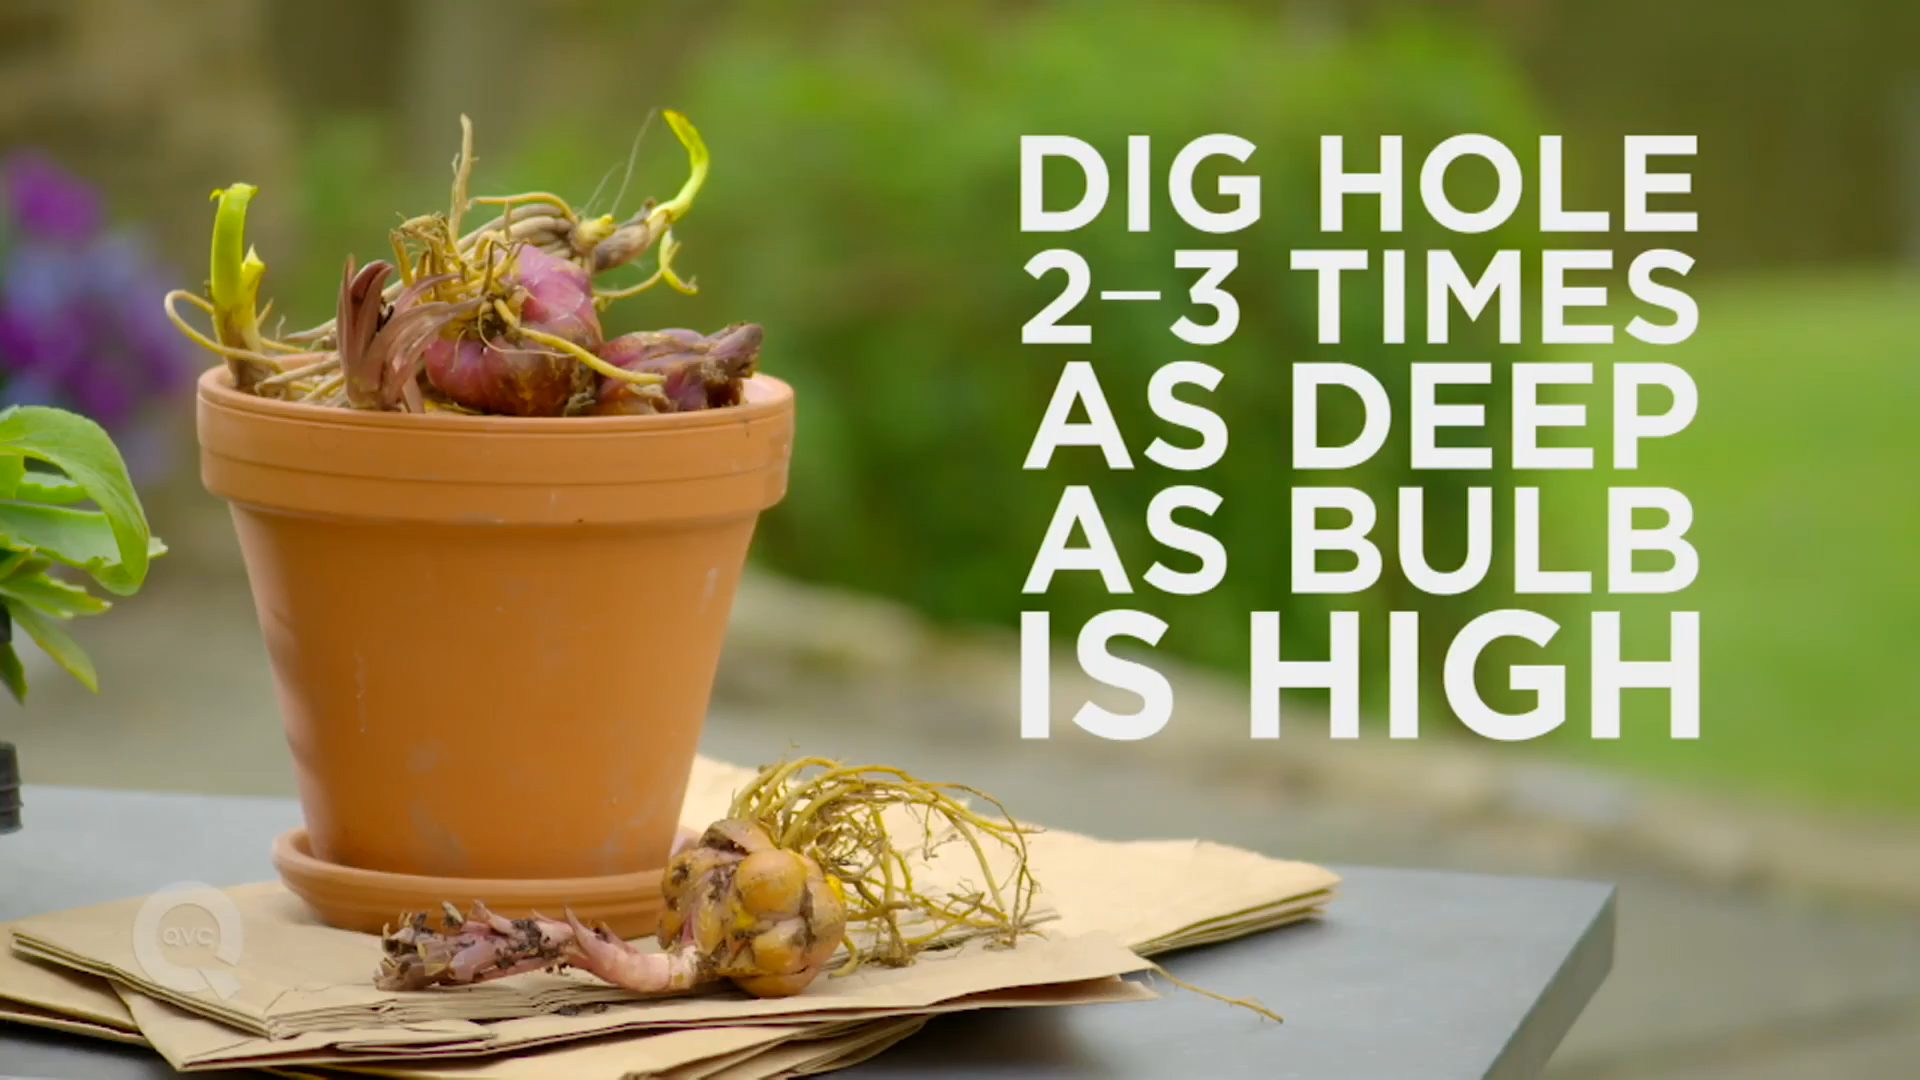 DIG HOLE
2–3 TIMES
AS DEEP
AS BULB
IS HIGH
QVC